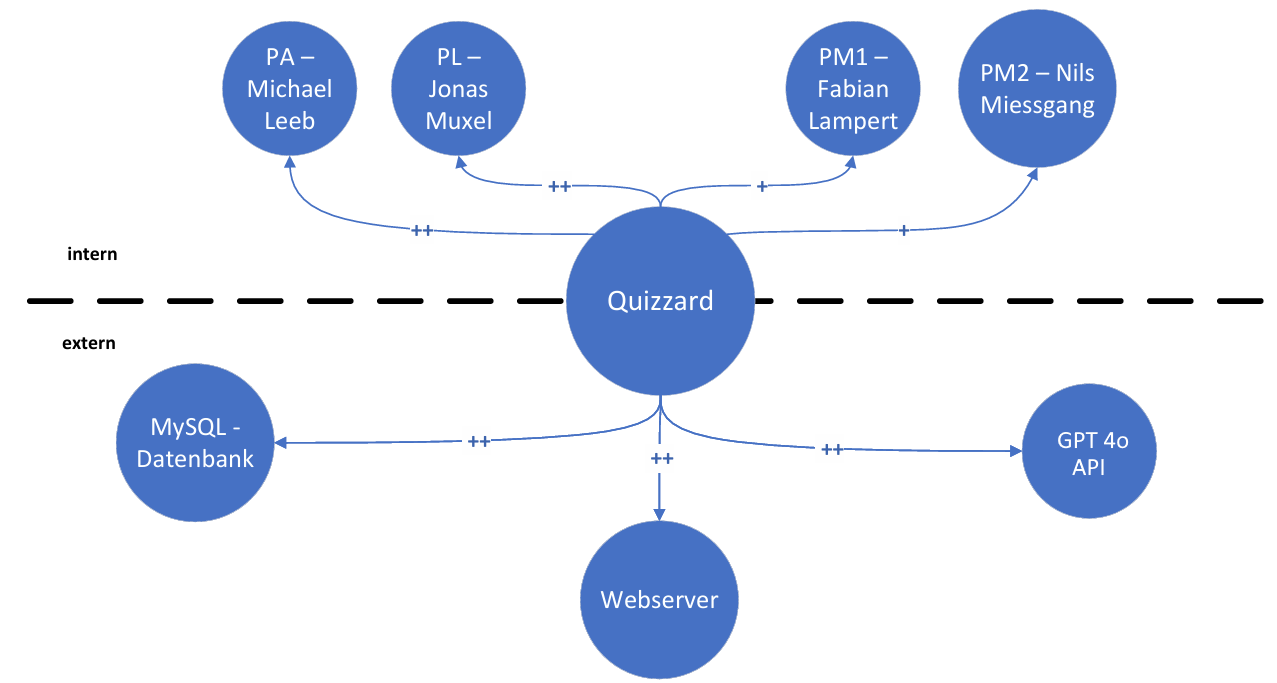 PA –
Michael
Leeb
PL –
Jonas
Muxel
PM1 –
Fabian
Lampert
PM2 – Nils
Miessgang
++
+
++
+
intern
Quizzard
extern
MySQL -
Datenbank
++
++
++
GPT 4o
API
Webserver